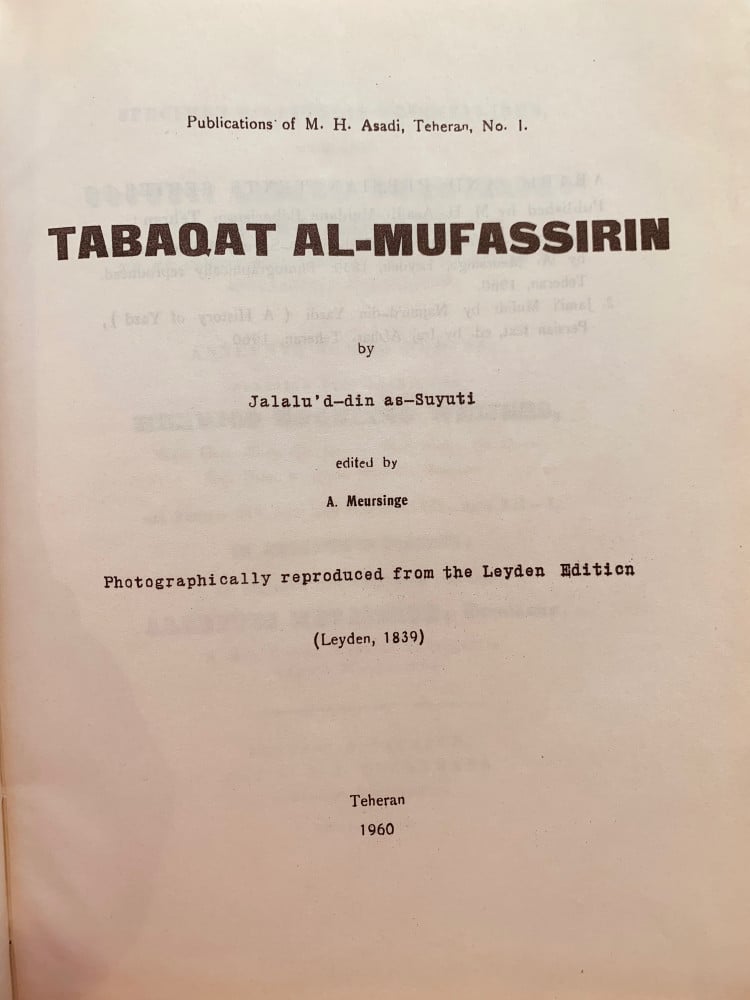 Publications of M. H. Asadi, Teheran, No. 1.
TABAQAT AL-MUFASSIRIN
by
Jalalu'd-din as-Suyuti
edited by
A. Meursinge
Photographically reproduced from the Leyden Edition
(Leyden, 1839)
Teheran
1960